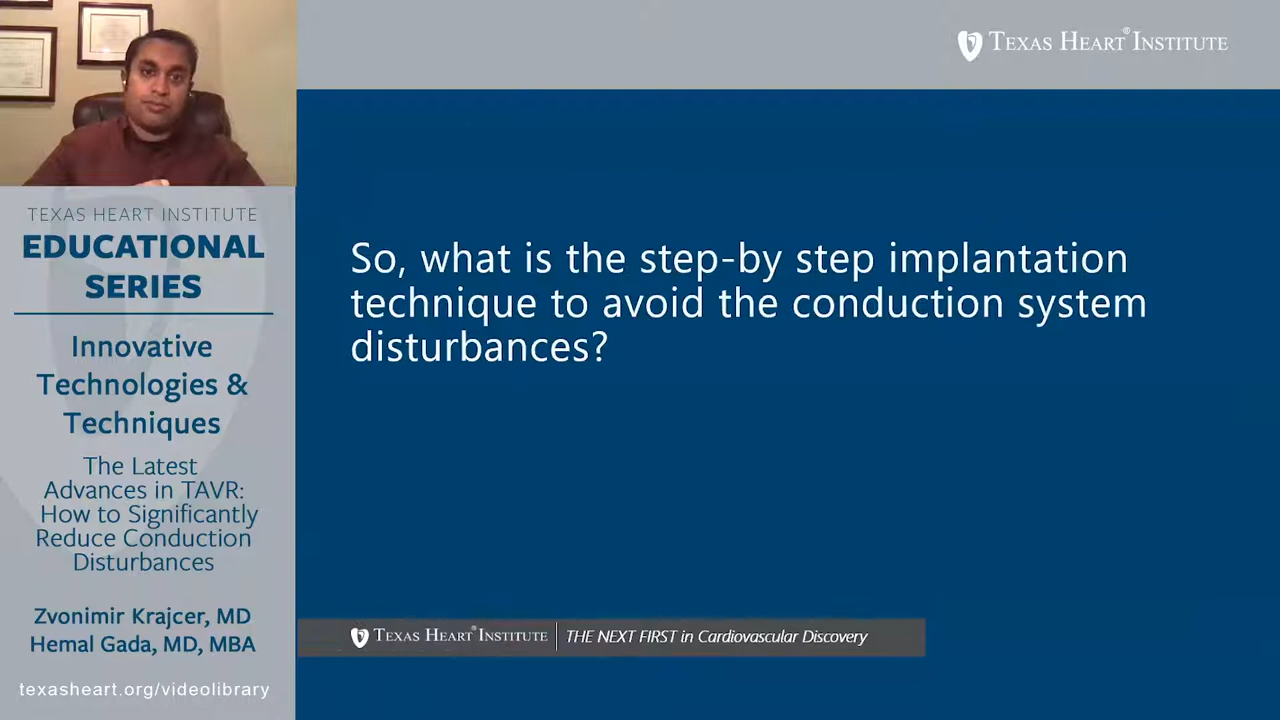 TEXAS HEART® INSTITUTE
So, what is the step-by step implantation
technique to avoid the conduction system
disturbances?
TEXAS HEART INSTITUTE
EDUCATIONAL
SERIES
Innovative
Technologies &
Techniques
The Latest
Advances in TAVR:
How to Significantly
Reduce Conduction
Disturbances
Zvonimir Krajcer, MD
Hemal Gada, MD, MBA
texasheart.org/videolibrary
TEXAS HEART® INSTITUTE | THE NEXT FIRST in Cardiovascular Discovery